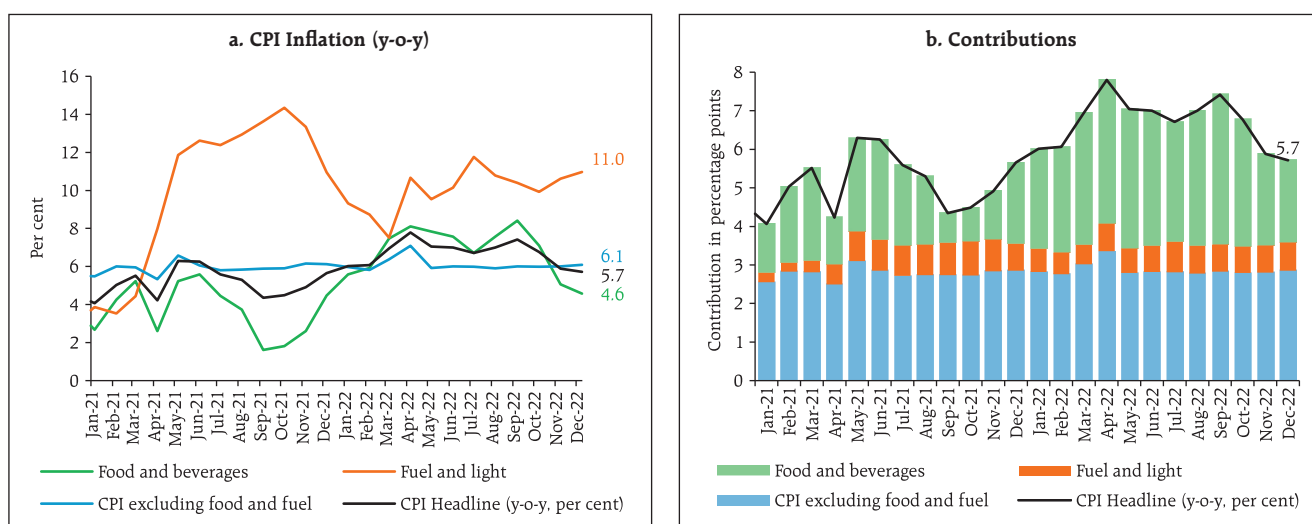 a. CPI Inflation (y-o-y)
Per cent
16
14
12
10
8
6
4
2
0
11.0
6.1
5.7
4.6
Jan-21
Feb-21
Mar-21
Apr-21
May-21
Jun-21
Jul-21
Aug-21
Sep-21
Oct-21
Nov-21
Dec-21
Jan-22
Feb-22
Mar-22
Apr-22
May-22
Jun-22
Jul-22
Aug-22
Sep-22
Oct-22
Nov-22
Dec-22
Food and beverages
Fuel and light
CPI excluding food and fuel
CPI Headline (y-o-y, per cent)
b. Contributions
Contribution in percentage points
8
7
6
5
4
3
2
1
0
5.7
Jan-21
Feb-21
Mar-21
Apr-21
May-21
Jun-21
Jul-21
Aug-21
Sep-21
Oct-21
Nov-21
Dec-21
Jan-22
Feb-22
Mar-22
Apr-22
May-22
Jun-22
Jul-22
Aug-22
Sep-22
Oct-22
Nov-22
Dec-22
Food and beverages
Fuel and light
CPI excluding food and fuel
CPI Headline (y-o-y, per cent)